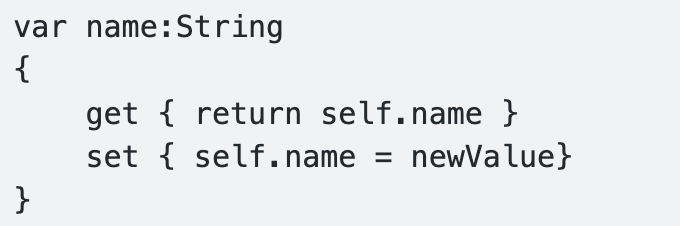 var name:String
{
    get { return self.name }
    set { self.name = newValue}
}